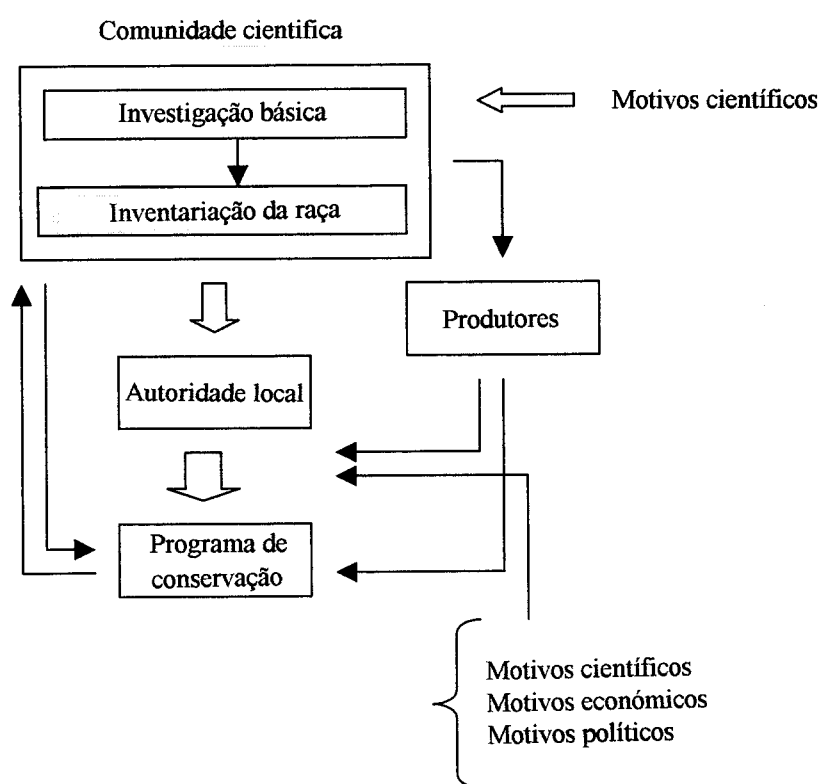 Comunidade cientifica
Investigação básica
Motivos científicos
Inventariação da raça
Produtores
Autoridade local
Programa de
conservação
Motivos científicos
Motivos económicos
Motivos políticos